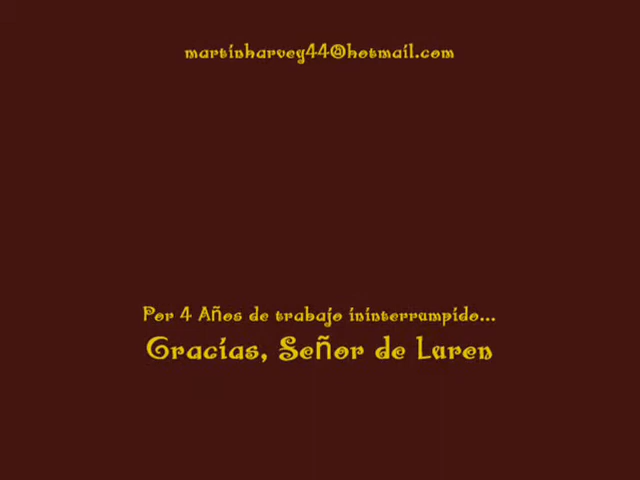 martinharvey44@hotmail.com
Por 4 Años de trabajo ininterrumpido...
Gracias, Señor de Luren